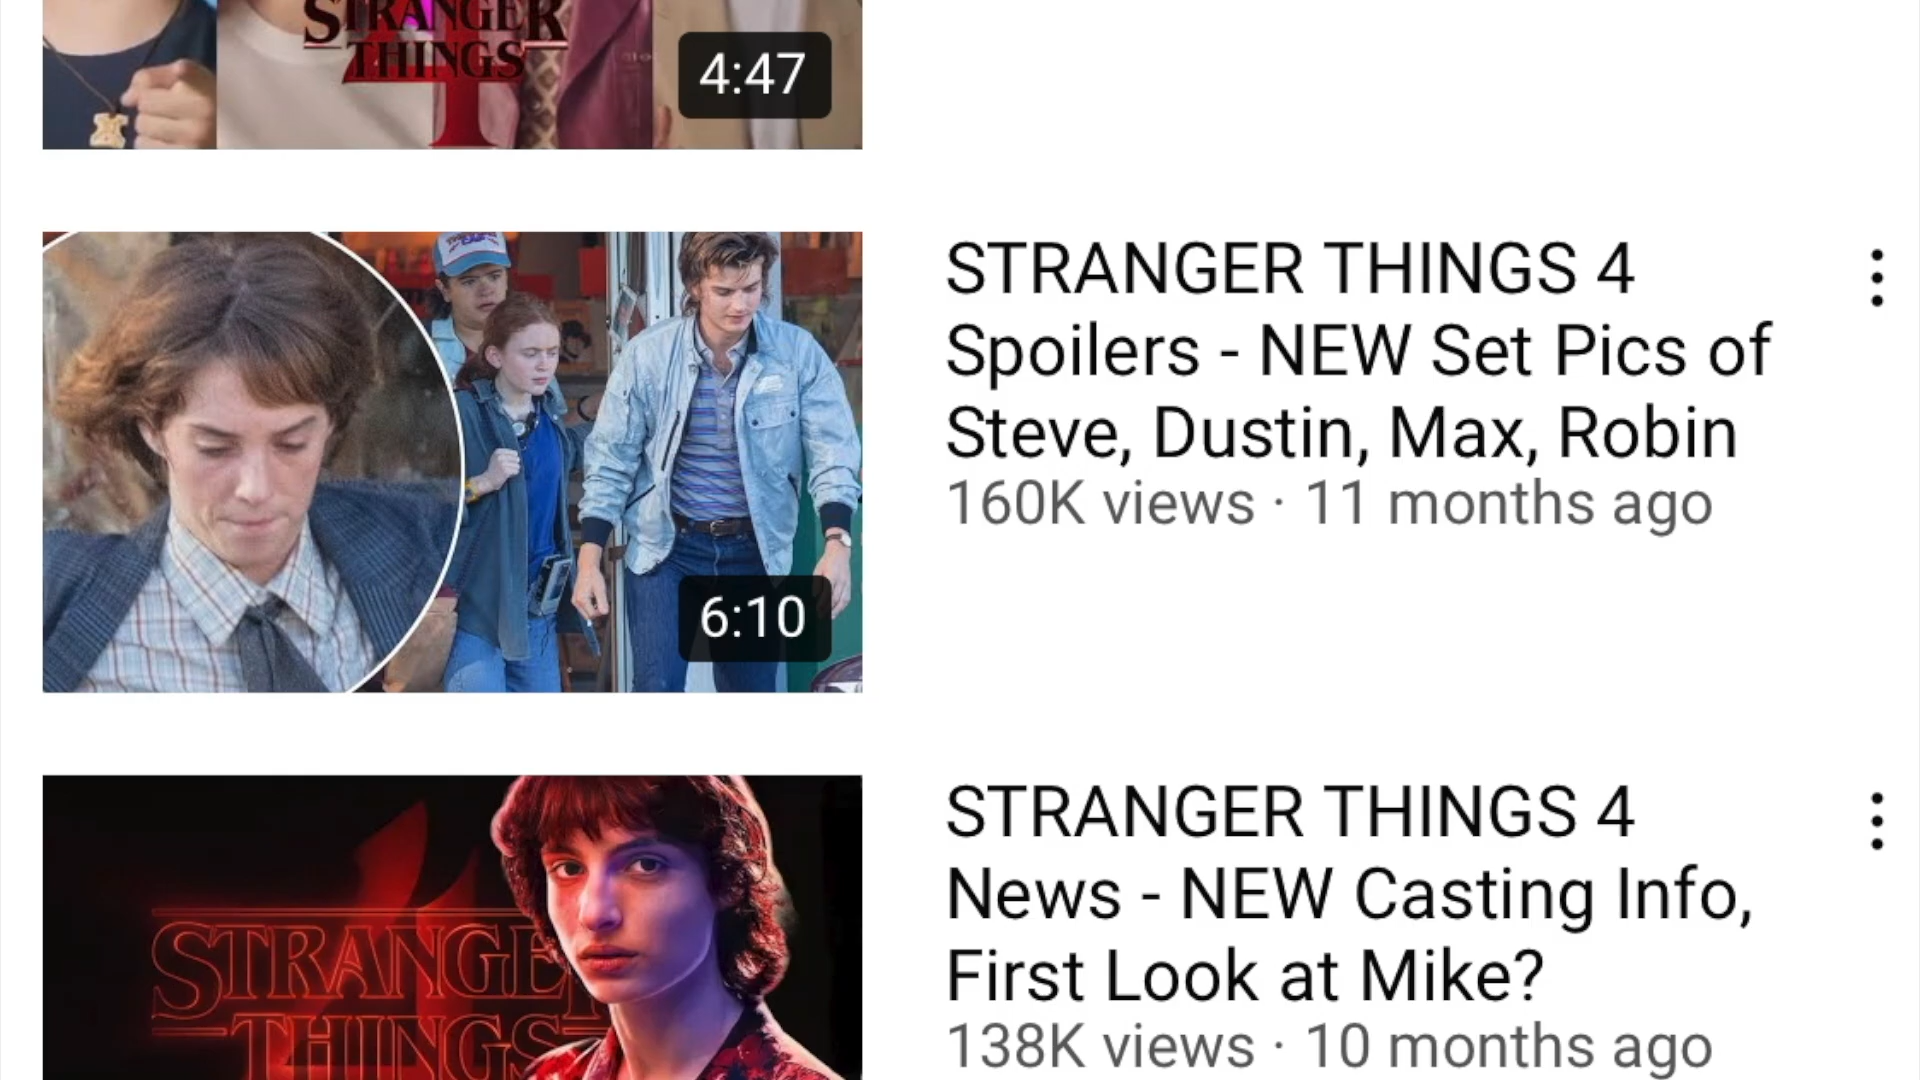 STRANGER
THINGS
4:47
STRANGER THINGS 4
Spoilers - NEW Set Pics of
Steve, Dustin, Max, Robin
160K views · 11 months ago
6:10
STRANGER THINGS 4
News - NEW Casting Info,
First Look at Mike?
138K views · 10 months ago
STRANGER
THINGS